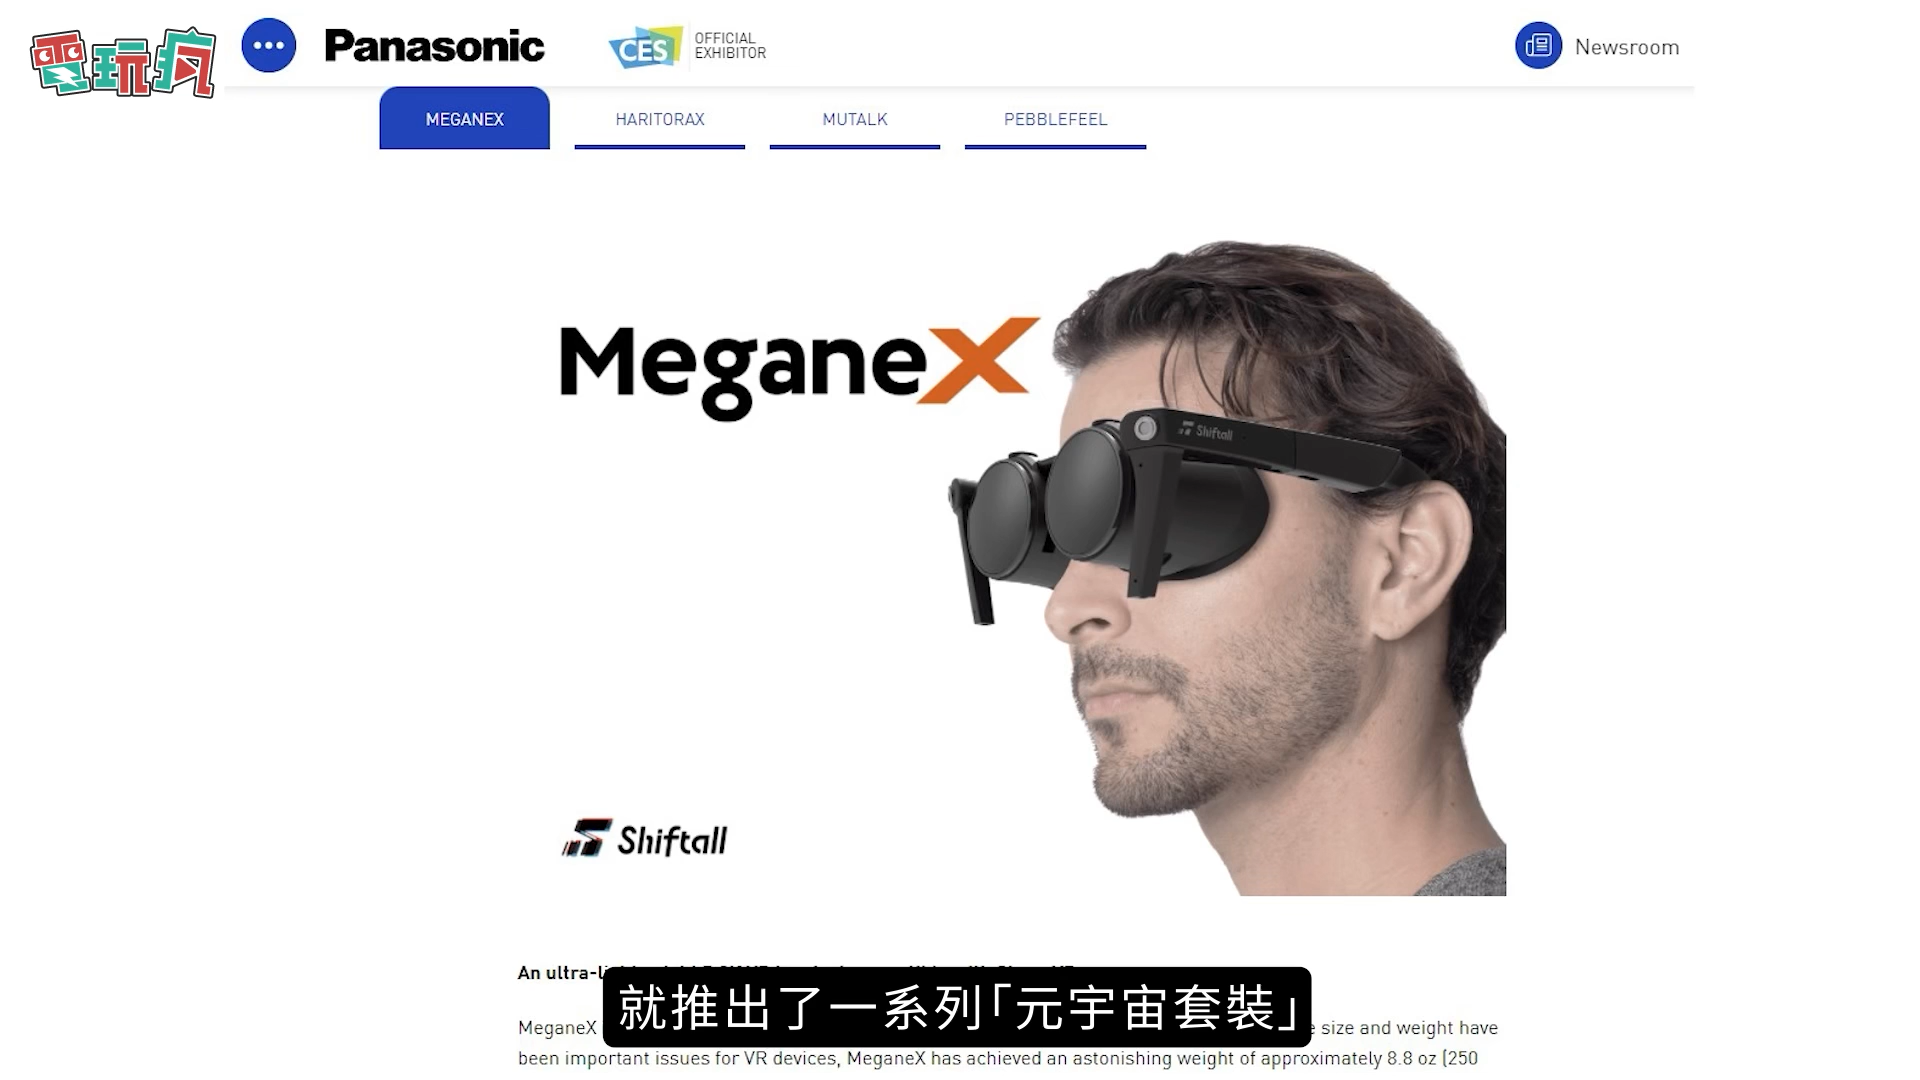 電玩瘋
Panasonic
CES
OFFICIAL
EXHIBITOR
Newsroom
MEGANEX
HARITORAX
MUTALK
PEBBLEFEEL
MeganeX
Shiftall
Shiftall
An ultra-
就推出了一系列「元宇宙套裝」
MeganeX size and weight have
been important issues for VR devices, MeganeX has achieved an astonishing weight of approximately 8.8 oz (250